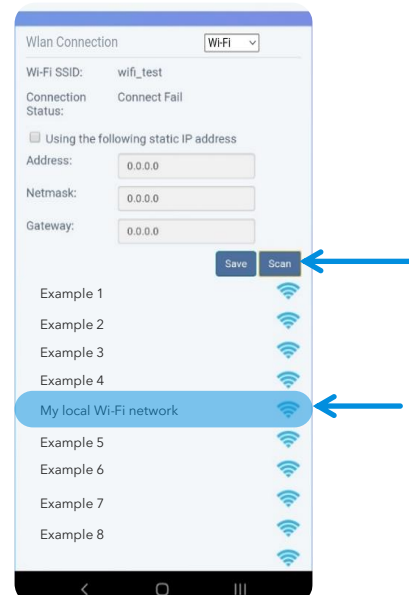 Wlan Connection Wi-Fi
Wi-Fi SSID: wifi_test
Connection Connect Fail
Status:
Using the following static IP address
Address: 0.0.0.0
Netmask: 0.0.0.0
Gateway: 0.0.0.0
Save Scan
Example 1
Example 2
Example 3
Example 4
My local Wi-Fi network
Example 5
Example 6
Example 7
Example 8